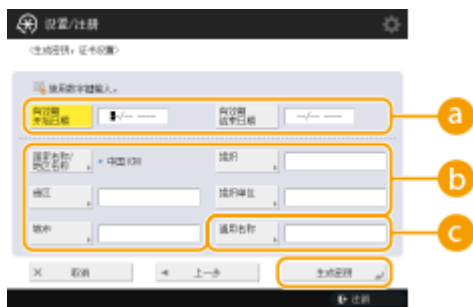 设置/注册
<生成密钥: 证书设置>
使用数字键输入。
有效期
开始日期
--/-- ----
有效期
结束日期
--/-- ----
a
国家名称/
地区名称
中国(CN)
组织
b
省区
组织单位
城市
通用名称
c
× 取消
上一步
生成密钥
注销